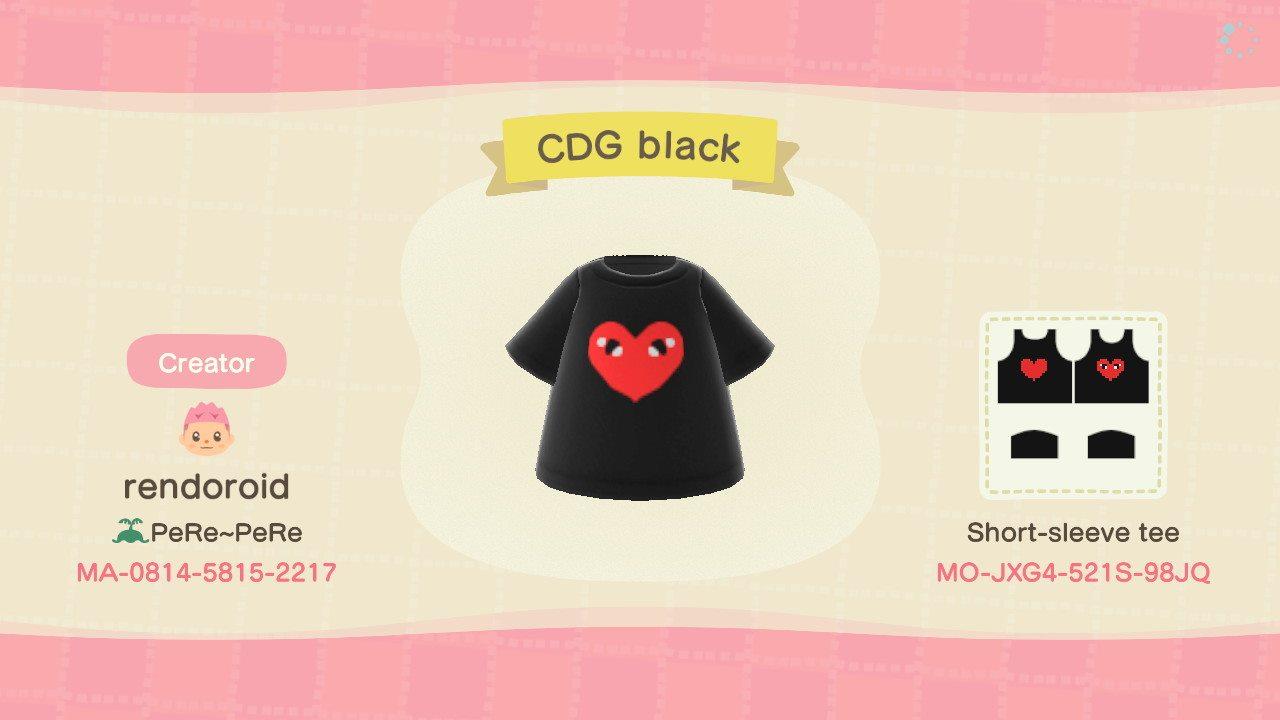 CDG black
Creator
rendoroid
PeRe~PeRe
MA-0814-5815-2217
Short-sleeve tee
MO-JXG4-521S-98JQ